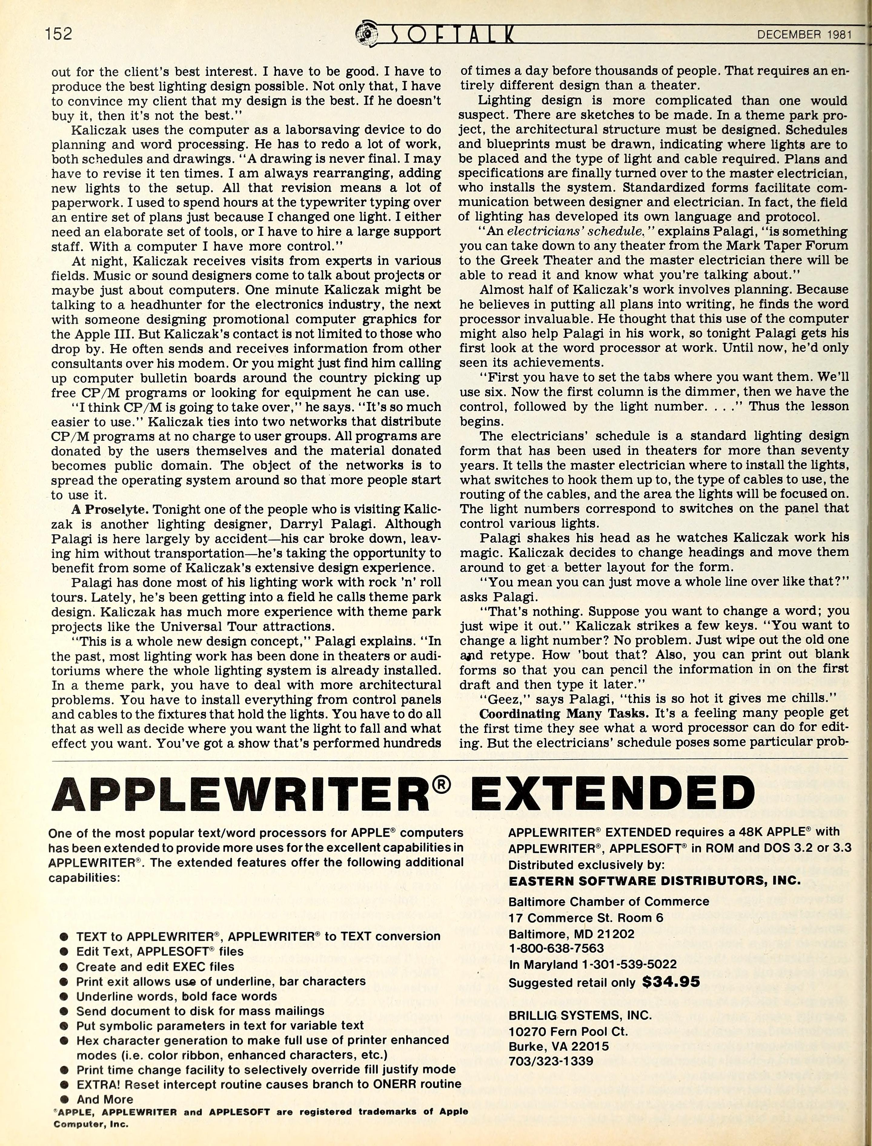 152
SOFTALK
DECEMBER 1981
out for the client's best interest. I have to be good. I have to
produce the best lighting design possible. Not only that, I have
to convince my client that my design is the best. If he doesn't
buy it, then it's not the best."
Kaliczak uses the computer as a laborsaving device to do
planning and word processing. He has to redo a lot of work,
both schedules and drawings. "A drawing is never final. I may
have to revise it ten times. I am always rearranging, adding
new lights to the setup. All that revision means a lot of
paperwork. I used to spend hours at the typewriter typing over
an entire set of plans just because I changed one light. I either
need an elaborate set of tools, or I have to hire a large support
staff. With a computer I have more control."
At night, Kaliczak receives visits from experts in various
fields. Music or sound designers come to talk about projects or
maybe just about computers. One minute Kaliczak might be
talking to a headhunter for the electronics industry, the next
with someone designing promotional computer graphics for
the Apple III. But Kaliczak's contact is not limited to those who
drop by. He often sends and receives information from other
consultants over his modem. Or you might just find him calling
up computer bulletin boards around the country picking up
free CP/M programs or looking for equipment he can use.
"I think CP/M is going to take over," he says. "It's so much
easier to use." Kaliczak ties into two networks that distribute
CP/M programs at no charge to user groups. All programs are
donated by the users themselves and the material donated
becomes public domain. The object of the networks is to
spread the operating system around so that more people start
to use it.
A Proselyte. Tonight one of the people who is visiting Kalic-
zak is another lighting designer, Darryl Palagi. Although
Palagi is here largely by accident—his car broke down, leav-
ing him without transportation—he's taking the opportunity to
benefit from some of Kaliczak's extensive design experience.
Palagi has done most of his lighting work with rock 'n' roll
tours. Lately, he's been getting into a field he calls theme park
design. Kaliczak has much more experience with theme park
projects like the Universal Tour attractions.
"This is a whole new design concept," Palagi explains. "In
the past, most lighting work has been done in theaters or audi-
toriums where the whole lighting system is already installed.
In a theme park, you have to deal with more architectural
problems. You have to install everything from control panels
and cables to the fixtures that hold the lights. You have to do all
that as well as decide where you want the light to fall and what
effect you want. You've got a show that's performed hundreds
of times a day before thousands of people. That requires an en-
tirely different design than a theater.
Lighting design is more complicated than one would
suspect. There are sketches to be made. In a theme park pro-
ject, the architectural structure must be designed. Schedules
and blueprints must be drawn, indicating where lights are to
be placed and the type of light and cable required. Plans and
specifications are finally turned over to the master electrician,
who installs the system. Standardized forms facilitate com-
munication between designer and electrician. In fact, the field
of lighting has developed its own language and protocol.
"An electricians' schedule," explains Palagi, "is something
you can take down to any theater from the Mark Taper Forum
to the Greek Theater and the master electrician there will be
able to read it and know what you're talking about."
Almost half of Kaliczak's work involves planning. Because
he believes in putting all plans into writing, he finds the word
processor invaluable. He thought that this use of the computer
might also help Palagi in his work, so tonight Palagi gets his
first look at the word processor at work. Until now, he'd only
seen its achievements.
"First you have to set the tabs where you want them. We'll
use six. Now the first column is the dimmer, then we have the
control, followed by the light number. . . ." Thus the lesson
begins.
The electricians' schedule is a standard lighting design
form that has been used in theaters for more than seventy
years. It tells the master electrician where to install the lights,
what switches to hook them up to, the type of cables to use, the
routing of the cables, and the area the lights will be focused on.
The light numbers correspond to switches on the panel that
control various lights.
Palagi shakes his head as he watches Kaliczak work his
magic. Kaliczak decides to change headings and move them
around to get a better layout for the form.
"You mean you can just move a whole line over like that?"
asks Palagi.
"That's nothing. Suppose you want to change a word; you
just wipe it out." Kaliczak strikes a few keys. "You want to
change a light number? No problem. Just wipe out the old one
and retype. How 'bout that? Also, you can print out blank
forms so that you can pencil the information in on the first
draft and then type it later."
"Geez," says Palagi, "this is so hot it gives me chills."
Coordinating Many Tasks. It's a feeling many people get
the first time they see what a word processor can do for edit-
ing. But the electricians' schedule poses some particular prob-
APPLEWRITER® EXTENDED
One of the most popular text/word processors for APPLE® computers
has been extended to provide more uses for the excellent capabilities in
APPLEWRITER®. The extended features offer the following additional
capabilities:
● TEXT to APPLEWRITER®, APPLEWRITER® to TEXT conversion
● Edit Text, APPLESOFT® files
● Create and edit EXEC files
● Print exit allows use of underline, bar characters
● Underline words, bold face words
● Send document to disk for mass mailings
● Put symbolic parameters in text for variable text
● Hex character generation to make full use of printer enhanced
modes (i.e. color ribbon, enhanced characters, etc.)
● Print time change facility to selectively override fill justify mode
● EXTRA! Reset intercept routine causes branch to ONERR routine
● And More
®APPLE, APPLEWRITER and APPLESOFT are registered trademarks of Apple
Computer, Inc.
APPLEWRITER® EXTENDED requires a 48K APPLE® with
APPLEWRITER®, APPLESOFT® in ROM and DOS 3.2 or 3.3
Distributed exclusively by:
EASTERN SOFTWARE DISTRIBUTORS, INC.
Baltimore Chamber of Commerce
17 Commerce St. Room 6
Baltimore, MD 21202
1-800-638-7563
In Maryland 1-301-539-5022
Suggested retail only $34.95
BRILLIG SYSTEMS, INC.
10270 Fern Pool Ct.
Burke, VA 22015
703/323-1339